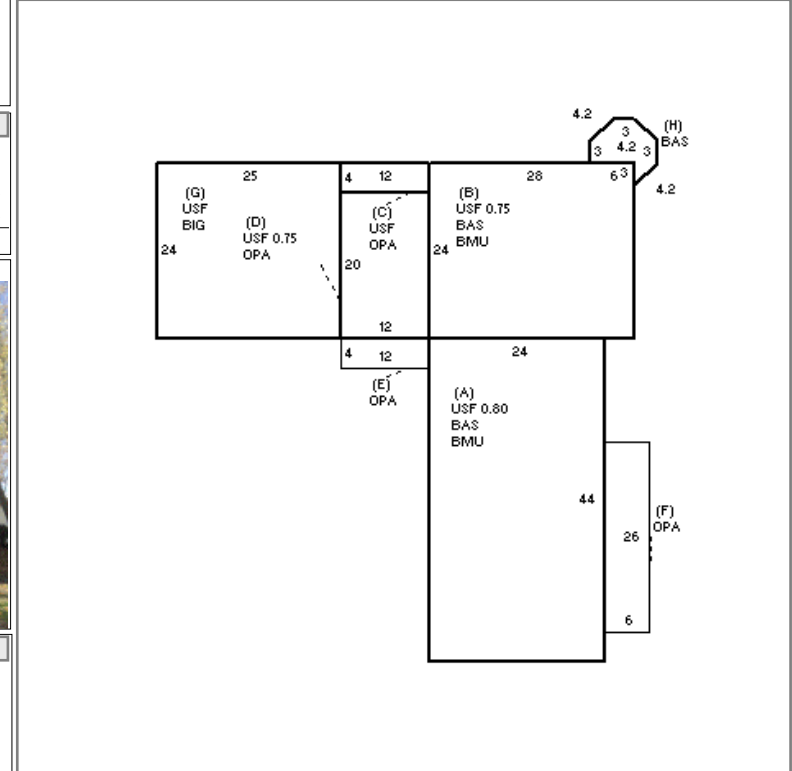 4.2
(H)
BAS
3
3 4.2 3
4.2
25
4 12
28
6 3
(G)
USF
BIG
(D)
USF 0.75
OPA
(C)
USF
OPA
(B)
USF 0.75
BAS
BMU
24
20
24
12
4 12
(E)
OPA
24
(A)
USF 0.80
BAS
BMU
44
(F)
OPA
26
6